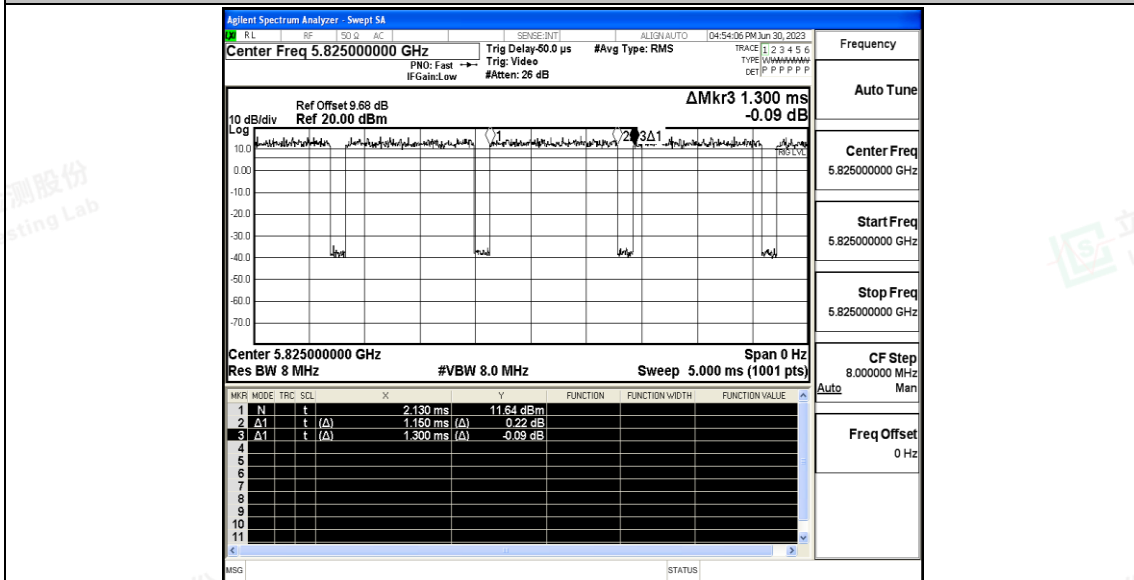 Agilent Spectrum Analyzer - Swept SA
RL RF 50 Ω AC SENSE:INT ALIGN AUTO 04:54:06 PM Jun 30, 2023
Center Freq 5.825000000 GHz
PNO: Fast
IFGain:Low
Trig Delay-50.0 µs
Trig: Video
#Atten: 26 dB
#Avg Type: RMS
TRACE 1 2 3 4 5 6
TYPE
DET P P P P P P
Frequency
Auto Tune
Center Freq
5.825000000 GHz
Start Freq
5.825000000 GHz
Stop Freq
5.825000000 GHz
CF Step
8.000000 MHz
Auto Man
Freq Offset
0 Hz
ΔMkr3 1.300 ms
-0.09 dB
Ref Offset 9.68 dB
10 dB/div Ref 20.00 dBm
Log
10.0
0.00
-10.0
-20.0
-30.0
-40.0
-50.0
-60.0
-70.0
1
2
3Δ1
RIG LVL
Center 5.825000000 GHz Span 0 Hz
Res BW 8 MHz #VBW 8.0 MHz Sweep 5.000 ms (1001 pts)
MKR MODE TRC SCL X Y FUNCTION FUNCTION WIDTH FUNCTION VALUE
1 N t 2.130 ms 11.64 dBm
2 Δ1 t (Δ) 1.150 ms (Δ) 0.22 dB
3 Δ1 t (Δ) 1.300 ms (Δ) -0.09 dB
4
5
6
7
8
9
10
11
MSG STATUS
测股份
sting Lab
立